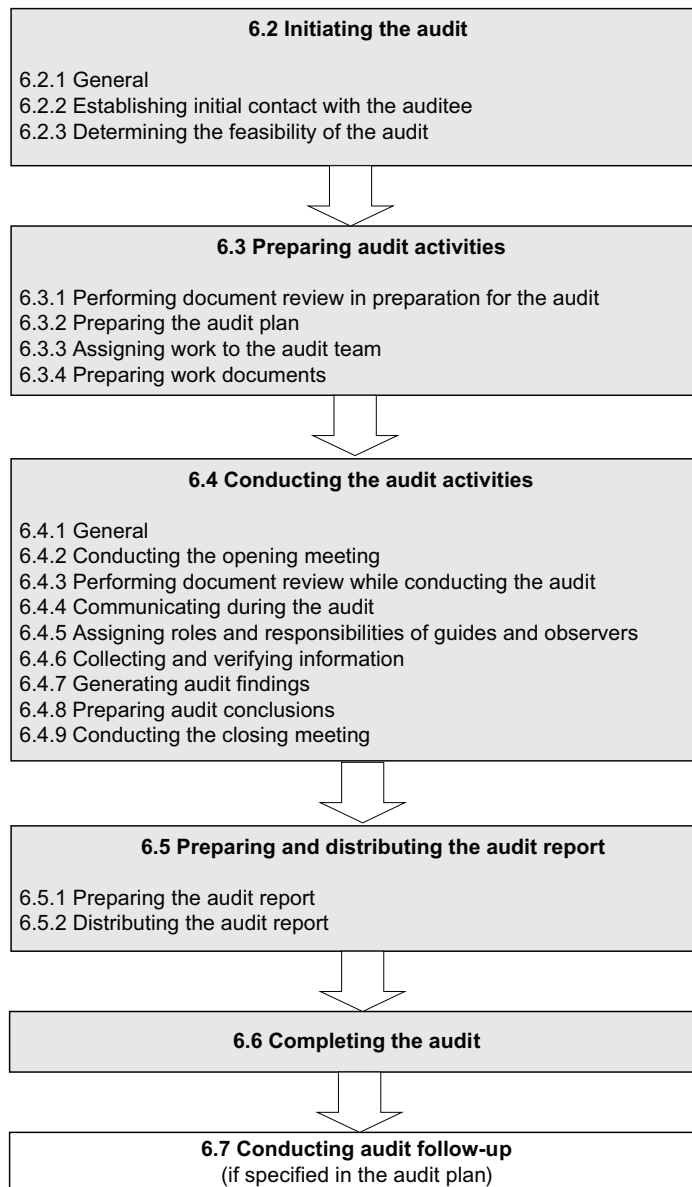 6.2 Initiating the audit
6.2.1 General
6.2.2 Establishing initial contact with the auditee
6.2.3 Determining the feasibility of the audit
6.3 Preparing audit activities
6.3.1 Performing document review in preparation for the audit
6.3.2 Preparing the audit plan
6.3.3 Assigning work to the audit team
6.3.4 Preparing work documents
6.4 Conducting the audit activities
6.4.1 General
6.4.2 Conducting the opening meeting
6.4.3 Performing document review while conducting the audit
6.4.4 Communicating during the audit
6.4.5 Assigning roles and responsibilities of guides and observers
6.4.6 Collecting and verifying information
6.4.7 Generating audit findings
6.4.8 Preparing audit conclusions
6.4.9 Conducting the closing meeting
6.5 Preparing and distributing the audit report
6.5.1 Preparing the audit report
6.5.2 Distributing the audit report
6.6 Completing the audit
6.7 Conducting audit follow-up
(if specified in the audit plan)